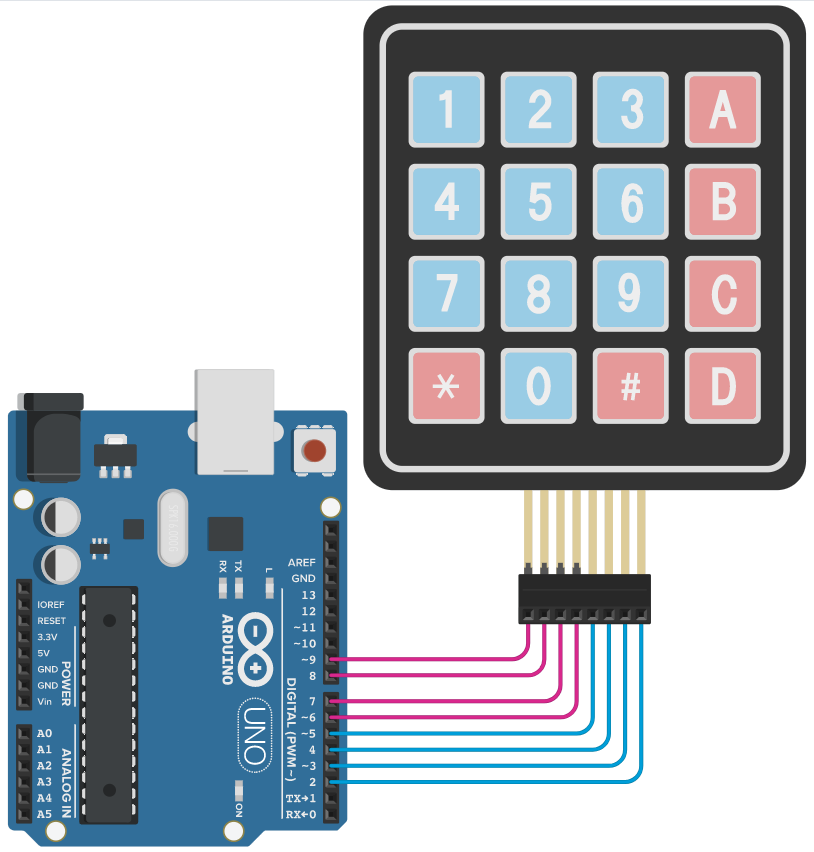 1 2 3 A
4 5 6 B
7 8 9 C
* 0 # D
RX TX L
AREF
GND
13
12
~11
~10
~9
8
7
~6
~5
4
~3
2
TX→1
RX←0
DIGITAL (PWM~)
ARDUINO
UNO
ON
IOREF
RESET
3.3V
5V
GND
GND
Vin
POWER
A0
A1
A2
A3
A4
A5
ANALOG IN